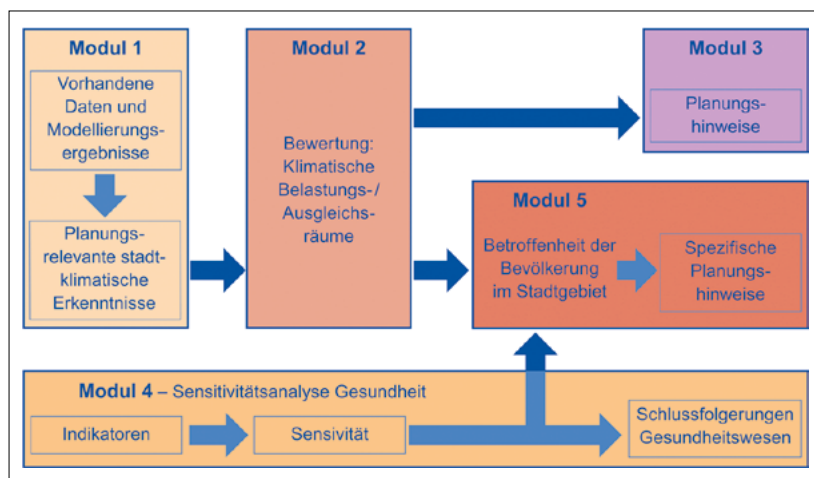 Modul 1
Vorhandene
Daten und
Modellierungs-
ergebnisse
Planungs-
relevante stadt-
klimatische
Erkenntnisse
Modul 2
Bewertung:
Klimatische
Belastungs-/
Ausgleichs-
räume
Modul 3
Planungs-
hinweise
Modul 5
Betroffenheit der
Bevölkerung
im Stadtgebiet
Spezifische
Planungs-
hinweise
Modul 4 – Sensitivitätsanalyse Gesundheit
Indikatoren
Sensivität
Schlussfolgerungen
Gesundheitswesen